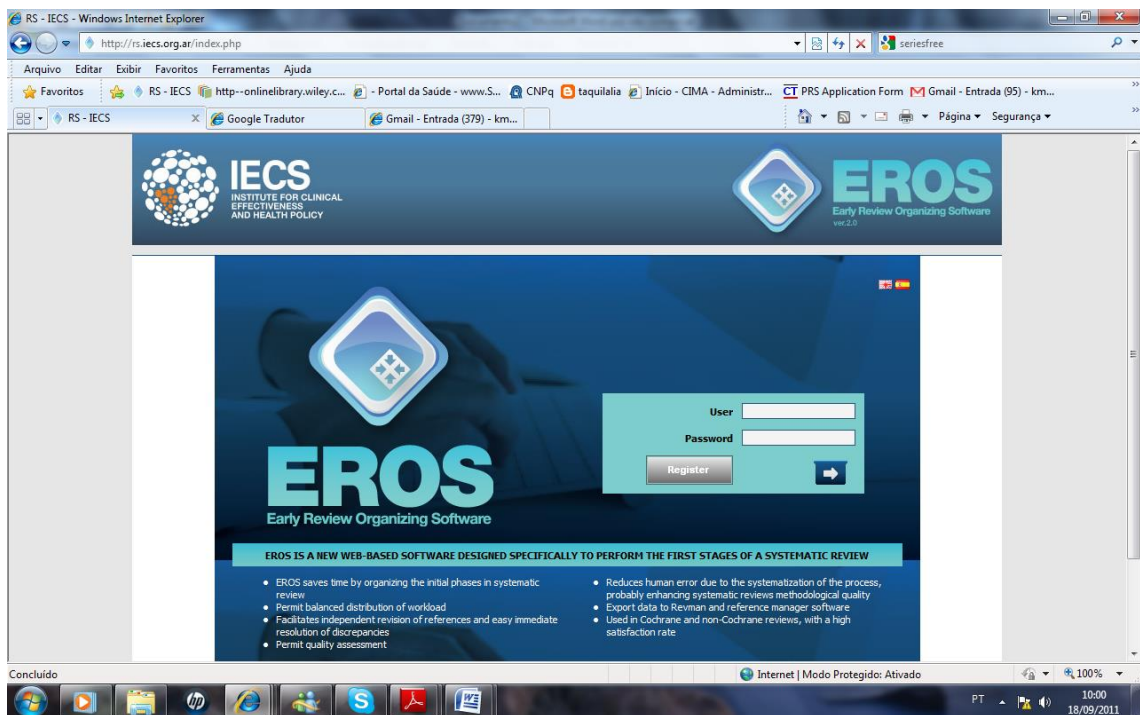 RS - IECS - Windows Internet Explorer
http://rs.iecs.org.ar/index.php
seriesfree
Arquivo Editar Exibir Favoritos Ferramentas Ajuda
Favoritos RS - IECS http--onlinelibrary.wiley.c... - Portal da Saúde - www.S... CNPq taquilalia Início - CIMA - Administr... CT PRS Application Form Gmail - Entrada (95) - km...
RS - IECS X Google Tradutor Gmail - Entrada (379) - km... Página Segurança
IECS
INSTITUTE FOR CLINICAL
EFFECTIVENESS
AND HEALTH POLICY
EROS
Early Review Organizing Software
ver.2.0
User
Password
Register
EROS
Early Review Organizing Software
EROS IS A NEW WEB-BASED SOFTWARE DESIGNED SPECIFICALLY TO PERFORM THE FIRST STAGES OF A SYSTEMATIC REVIEW
EROS saves time by organizing the initial phases in systematic
review
Permit balanced distribution of workload
Facilitates independent revision of references and easy immediate
resolution of discrepancies
Permit quality assessment
Reduces human error due to the systematization of the process,
probably enhancing systematic reviews methodological quality
Export data to Revman and reference manager software
Used in Cochrane and non-Cochrane reviews, with a high
satisfaction rate
Concluído Internet | Modo Protegido: Ativado 100%
PT 10:00
18/09/2011